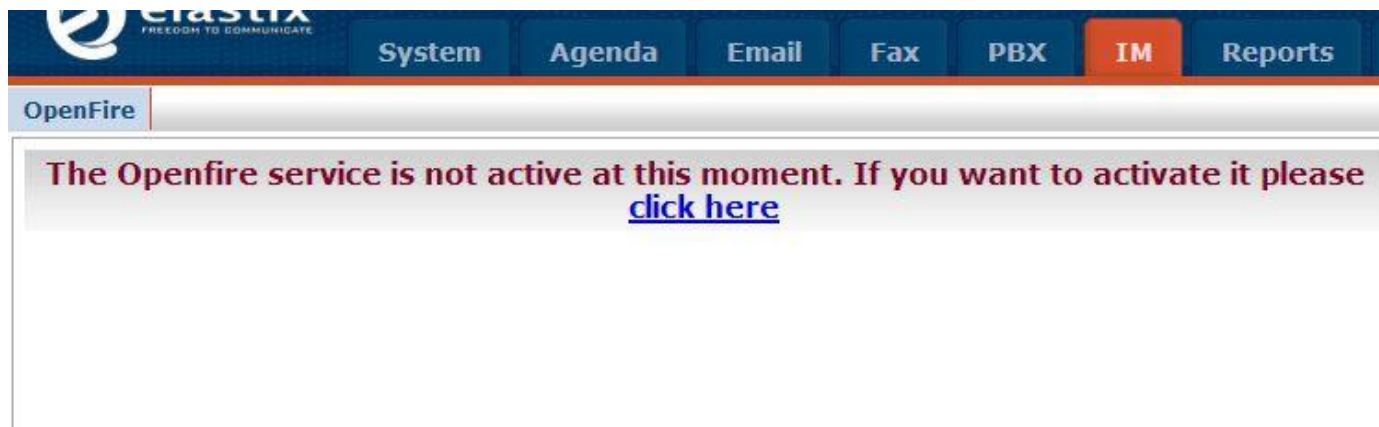 elastix
FREEDOM TO COMMUNICATE
System Agenda Email Fax PBX IM Reports
OpenFire
The Openfire service is not active at this moment. If you want to activate it please
click here